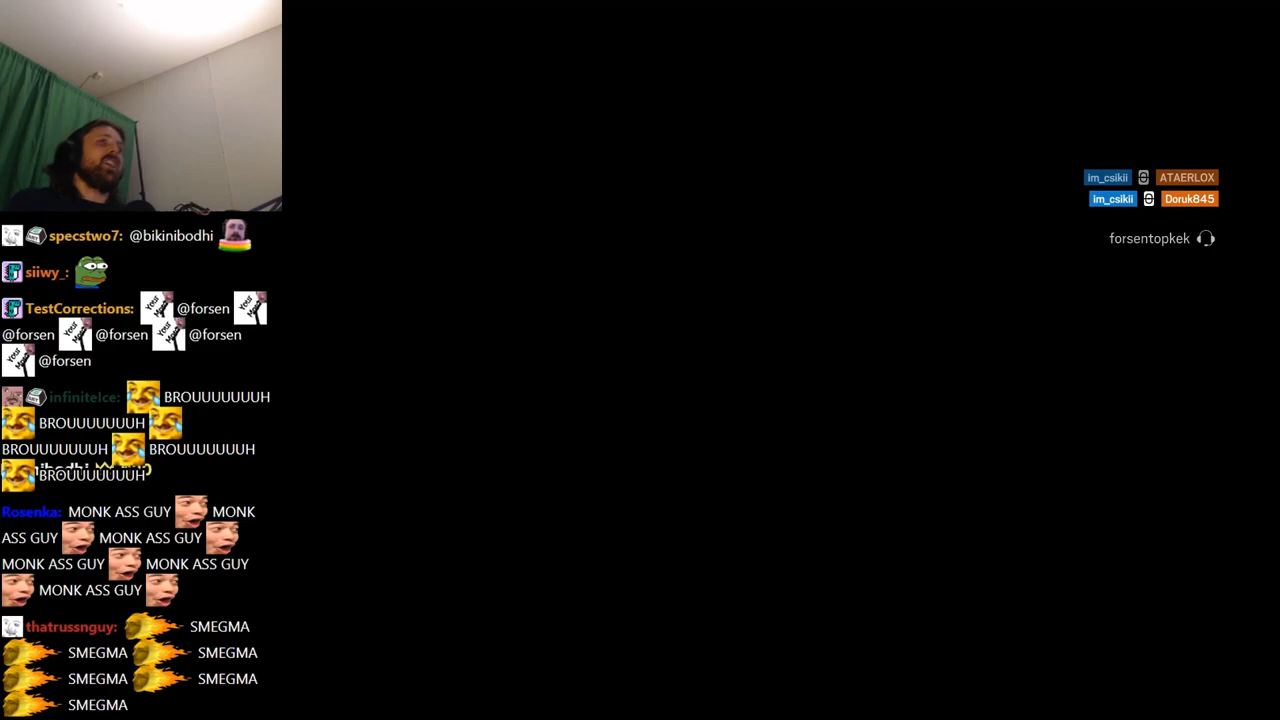 im_csikii ATAERLOX
im_csikii Doruk845
forsentopkek
specstwo7: @bikinibodhi
siiwy_:
TestCorrections: @forsen
@forsen @forsen @forsen
@forsen
infiniteIce: BROUUUUUUUH
BROUUUUUUUH
BROUUUUUUUH BROUUUUUUUH
BROUUUUUUUH
Rosenka: MONK ASS GUY MONK
ASS GUY MONK ASS GUY
MONK ASS GUY MONK ASS GUY
MONK ASS GUY
thatrussnguy: SMEGMA
SMEGMA SMEGMA
SMEGMA SMEGMA
SMEGMA